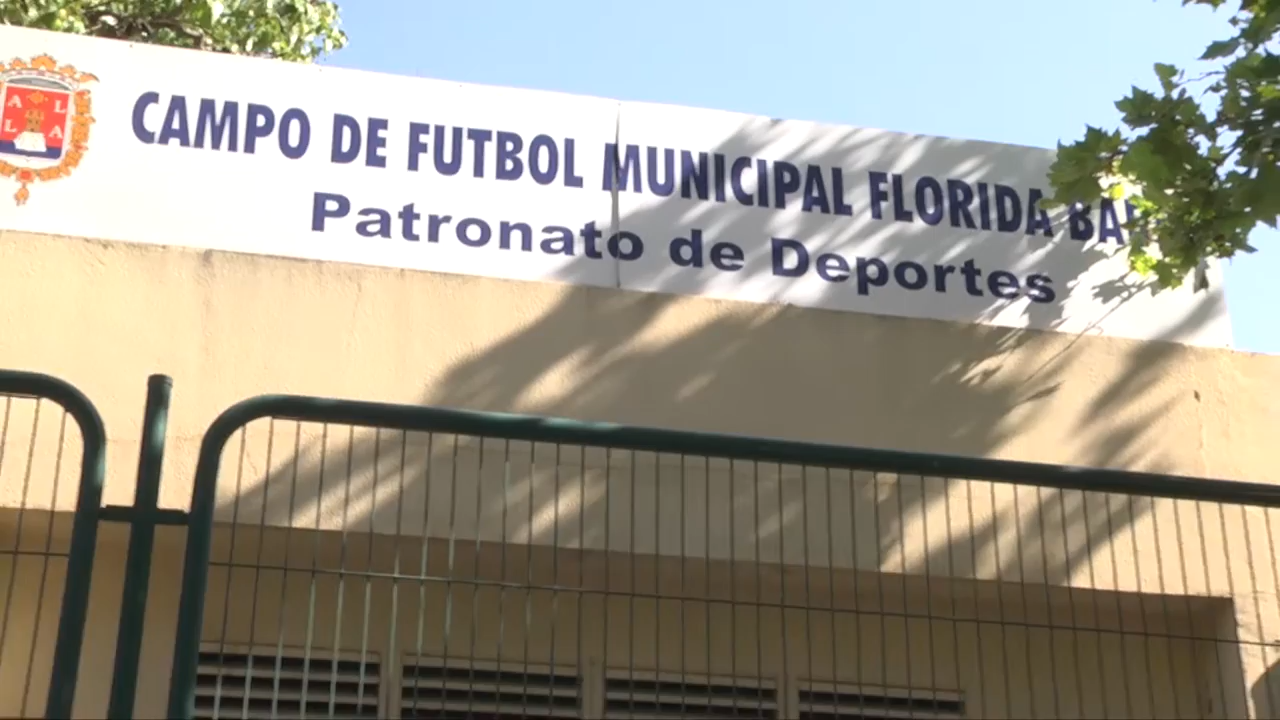 A L
L A
CAMPO DE FUTBOL MUNICIPAL FLORIDA
Patronato de Deportes